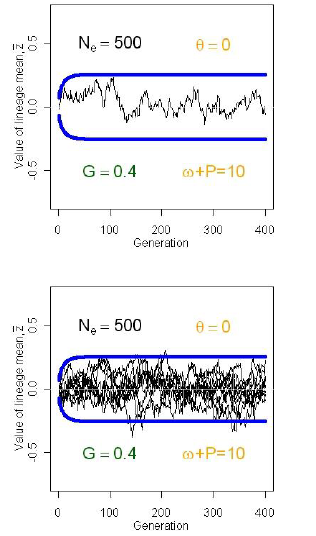 0.5
Nₑ = 500
θ = 0
Value of lineage mean, z̅
0.0
-0.5
G = 0.4
ω+P=10
0 100 200 300 400
Generation
0.5
Nₑ = 500
θ = 0
Value of lineage mean, z̅
0.0
-0.5
G = 0.4
ω+P=10
0 100 200 300 400
Generation